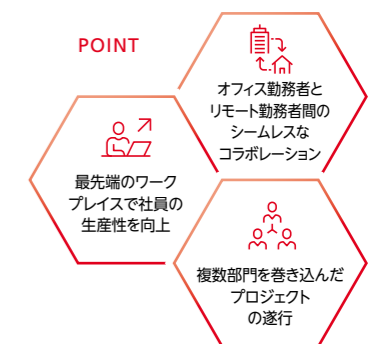 POINT
オフィス勤務者と
リモート勤務者間の
シームレスな
コラボレーション
最先端のワーク
プレイスで社員の
生産性を向上
複数部門を巻き込んだ
プロジェクト
の遂行